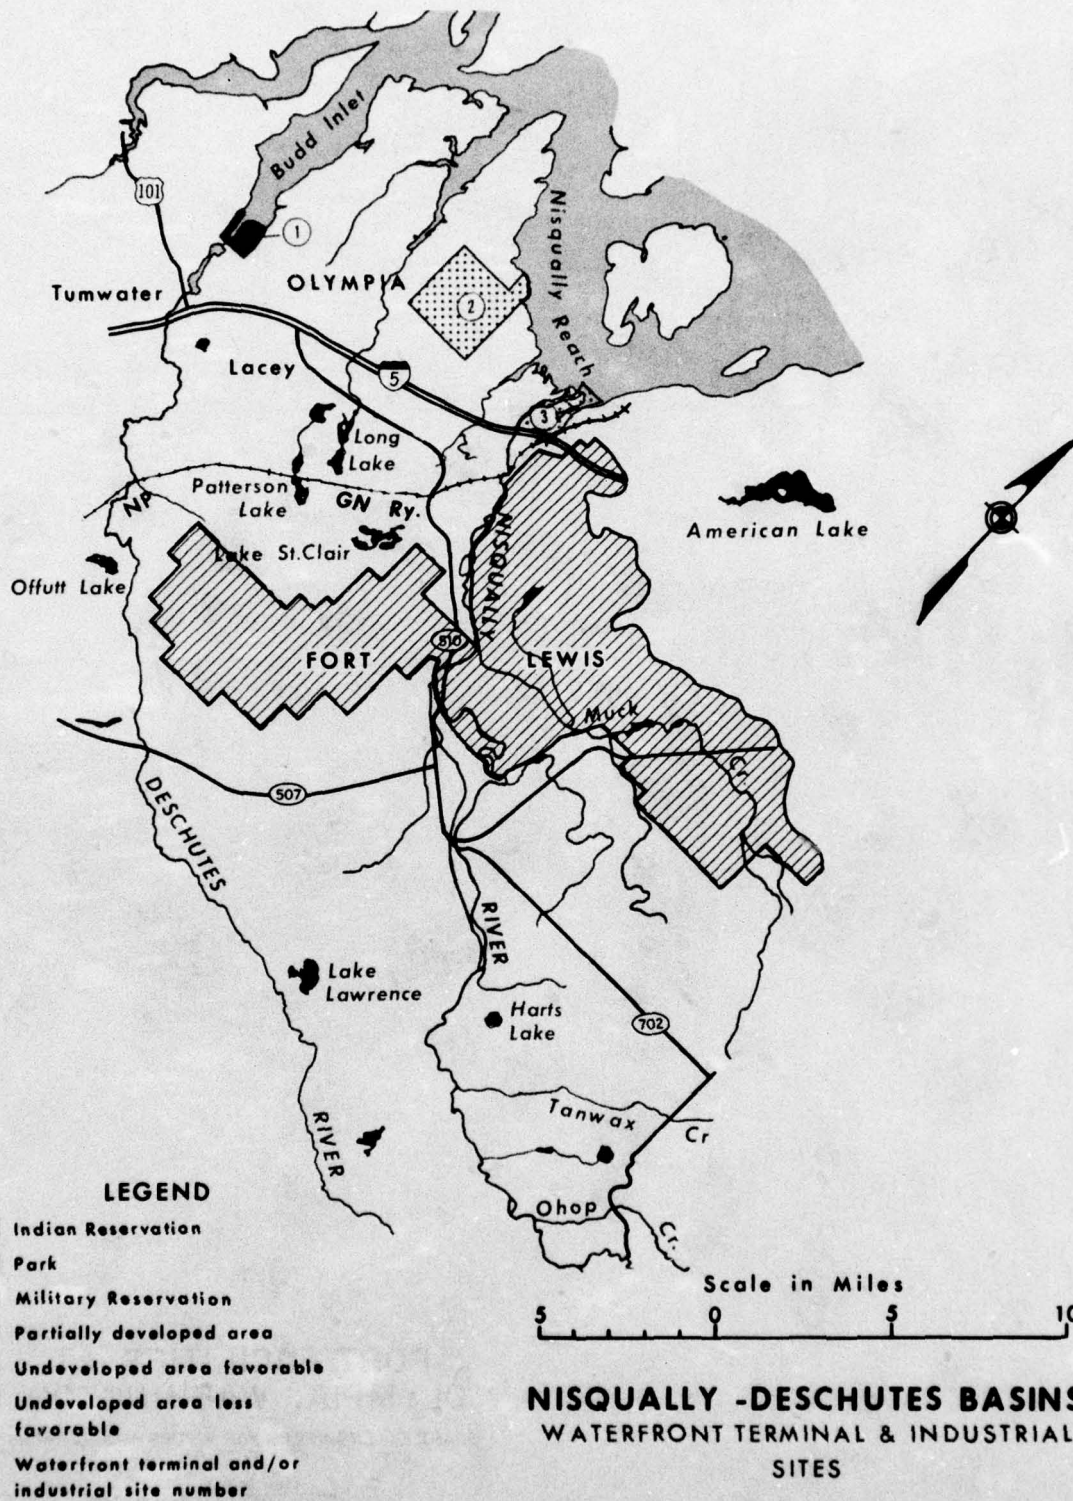 Budd Inlet
101
1
Nisqually Reach
OLYMPIA
2
Tumwater
Lacey
5
3
Long
Lake
Patterson
Lake
GN Ry.
NP
American Lake
NISQUALLY
Lake St.Clair
Offutt Lake
510
FORT
LEWIS
Muck
Cr.
507
DESCHUTES
RIVER
Lake
Lawrence
Harts
Lake
702
Tanwax
Cr
RIVER
Ohop
Cr.
LEGEND
Indian Reservation
Park
Military Reservation
Partially developed area
Undeveloped area favorable
Undeveloped area less
favorable
Waterfront terminal and/or
industrial site number
Scale in Miles
5 0 5 10
NISQUALLY -DESCHUTES BASINS
WATERFRONT TERMINAL & INDUSTRIAL
SITES